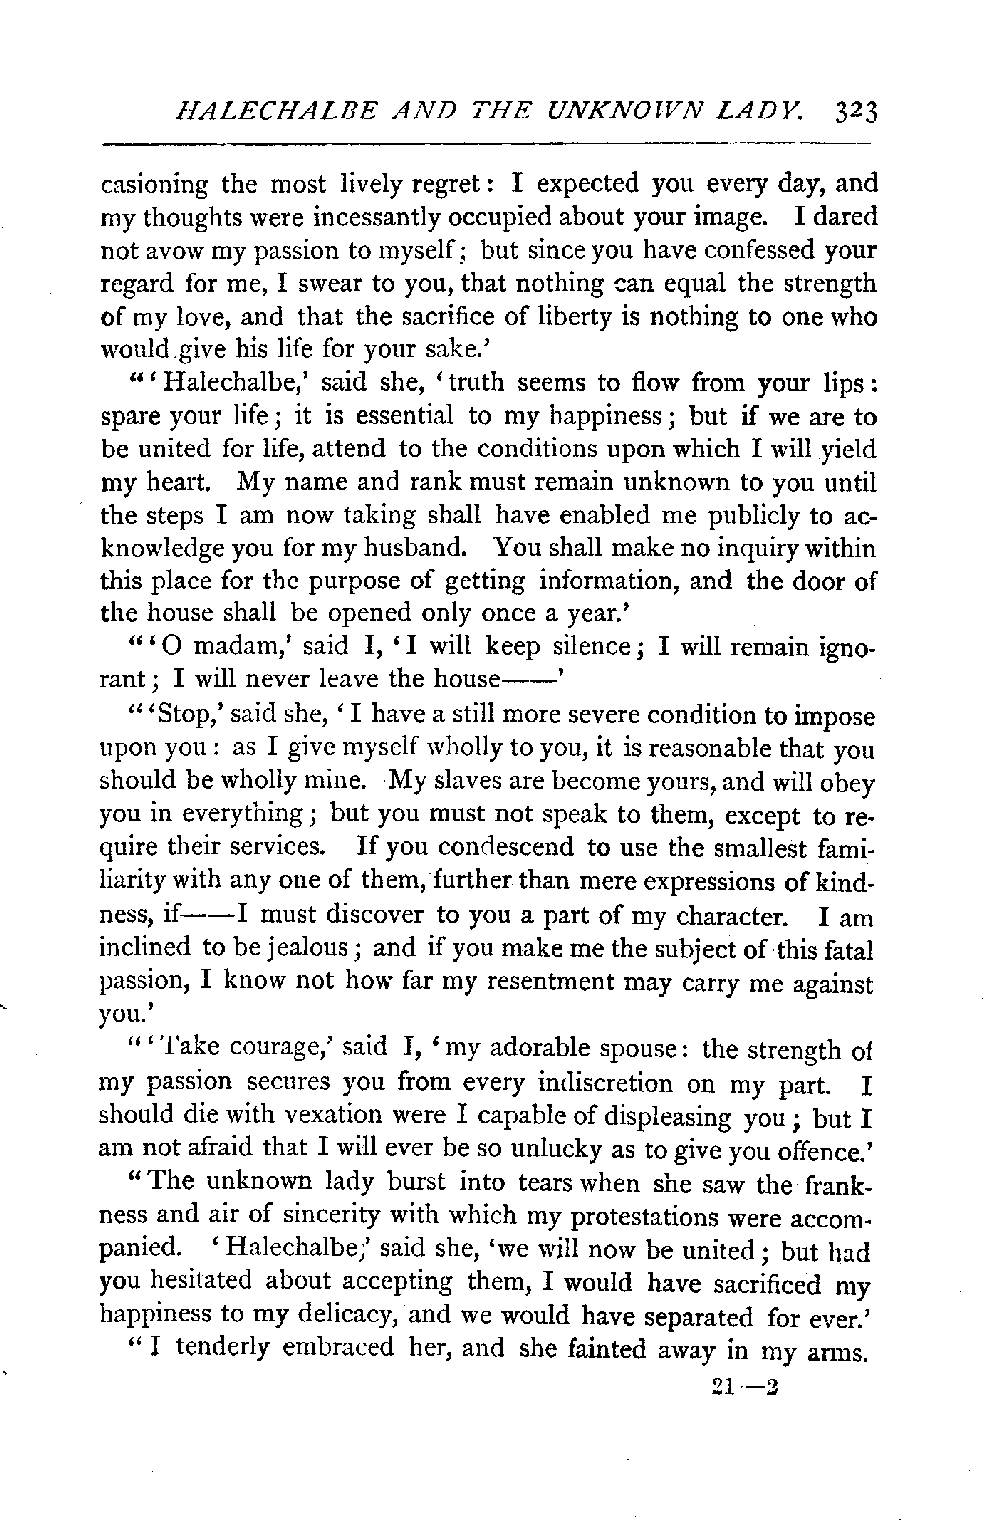 HALECHALBE AND THE UNKNOWN LADY. 323
casioning the most lively regret: I expected you every day, and
my thoughts were incessantly occupied about your image. I dared
not avow my passion to myself; but since you have confessed your
regard for me, I swear to you, that nothing can equal the strength
of my love, and that the sacrifice of liberty is nothing to one who
would give his life for your sake.'
"'Halechalbe,' said she, 'truth seems to flow from your lips:
spare your life; it is essential to my happiness; but if we are to
be united for life, attend to the conditions upon which I will yield
my heart. My name and rank must remain unknown to you until
the steps I am now taking shall have enabled me publicly to ac-
knowledge you for my husband. You shall make no inquiry within
this place for the purpose of getting information, and the door of
the house shall be opened only once a year.'
"'O madam,' said I, 'I will keep silence; I will remain igno-
rant; I will never leave the house——'
"'Stop,' said she, 'I have a still more severe condition to impose
upon you: as I give myself wholly to you, it is reasonable that you
should be wholly mine. My slaves are become yours, and will obey
you in everything; but you must not speak to them, except to re-
quire their services. If you condescend to use the smallest fami-
liarity with any one of them, further than mere expressions of kind-
ness, if——I must discover to you a part of my character. I am
inclined to be jealous; and if you make me the subject of this fatal
passion, I know not how far my resentment may carry me against
you.'
"'Take courage,' said I, 'my adorable spouse: the strength of
my passion secures you from every indiscretion on my part. I
should die with vexation were I capable of displeasing you; but I
am not afraid that I will ever be so unlucky as to give you offence.'
"The unknown lady burst into tears when she saw the frank-
ness and air of sincerity with which my protestations were accom-
panied. 'Halechalbe,' said she, 'we will now be united; but had
you hesitated about accepting them, I would have sacrificed my
happiness to my delicacy, and we would have separated for ever.'
"I tenderly embraced her, and she fainted away in my arms.
21—2